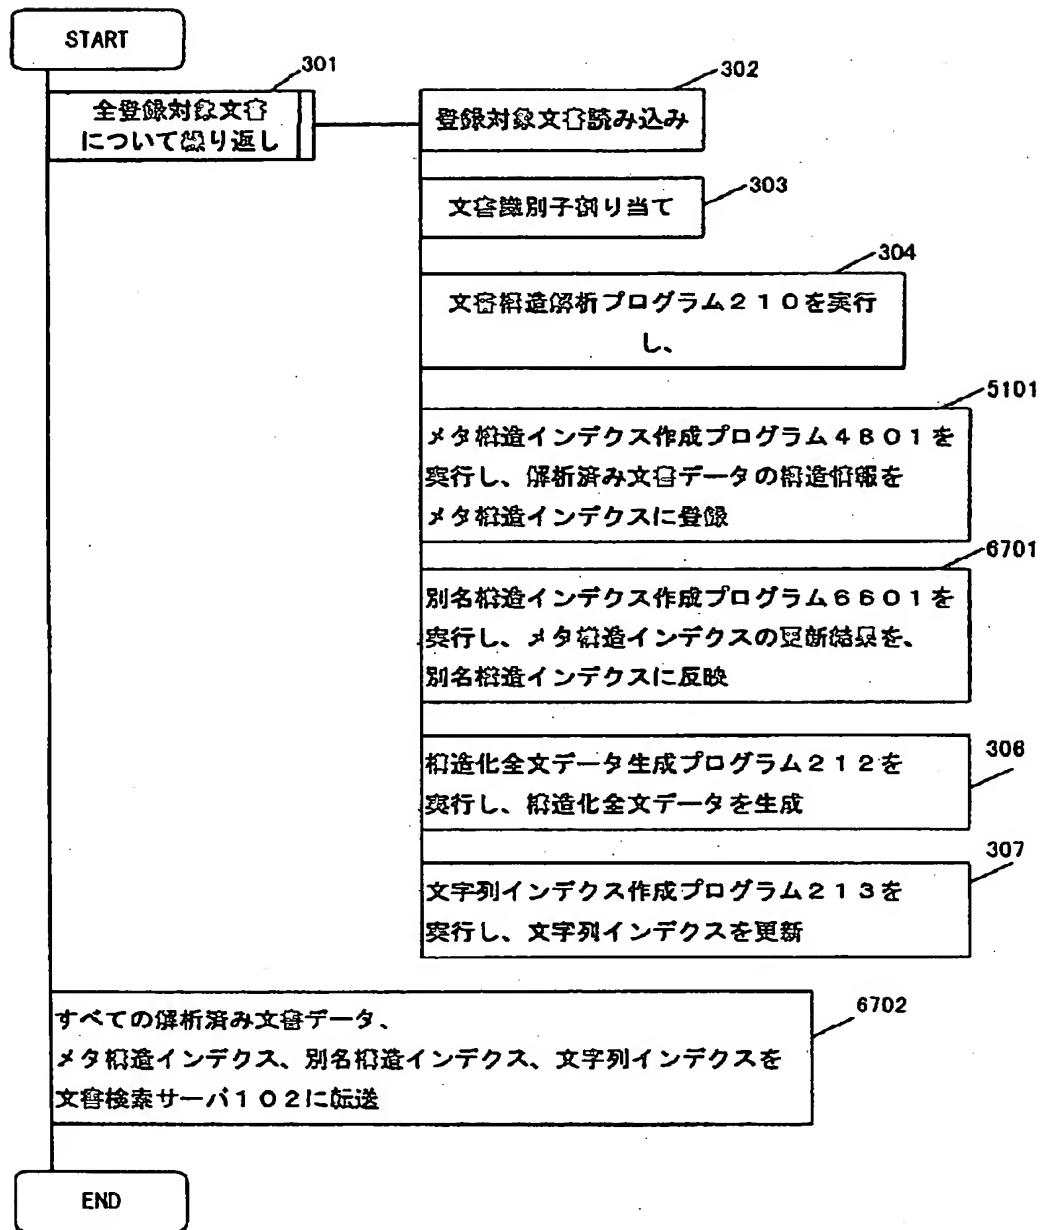 START
301
全登録対象文書
について繰り返し
302
登録対象文書読み込み
303
文書識別子割り当て
304
文書構造解析プログラム210を実行
し、
5101
メタ構造インデクス作成プログラム4801を
実行し、解析済み文書データの構造情報を
メタ構造インデクスに登録
6701
別名構造インデクス作成プログラム6601を
実行し、メタ構造インデクスの更新結果を、
別名構造インデクスに反映
306
構造化全文データ生成プログラム212を
実行し、構造化全文データを生成
307
文字列インデクス作成プログラム213を
実行し、文字列インデクスを更新
6702
すべての解析済み文書データ、
メタ構造インデクス、別名構造インデクス、文字列インデクスを
文書検索サーバ102に転送
END